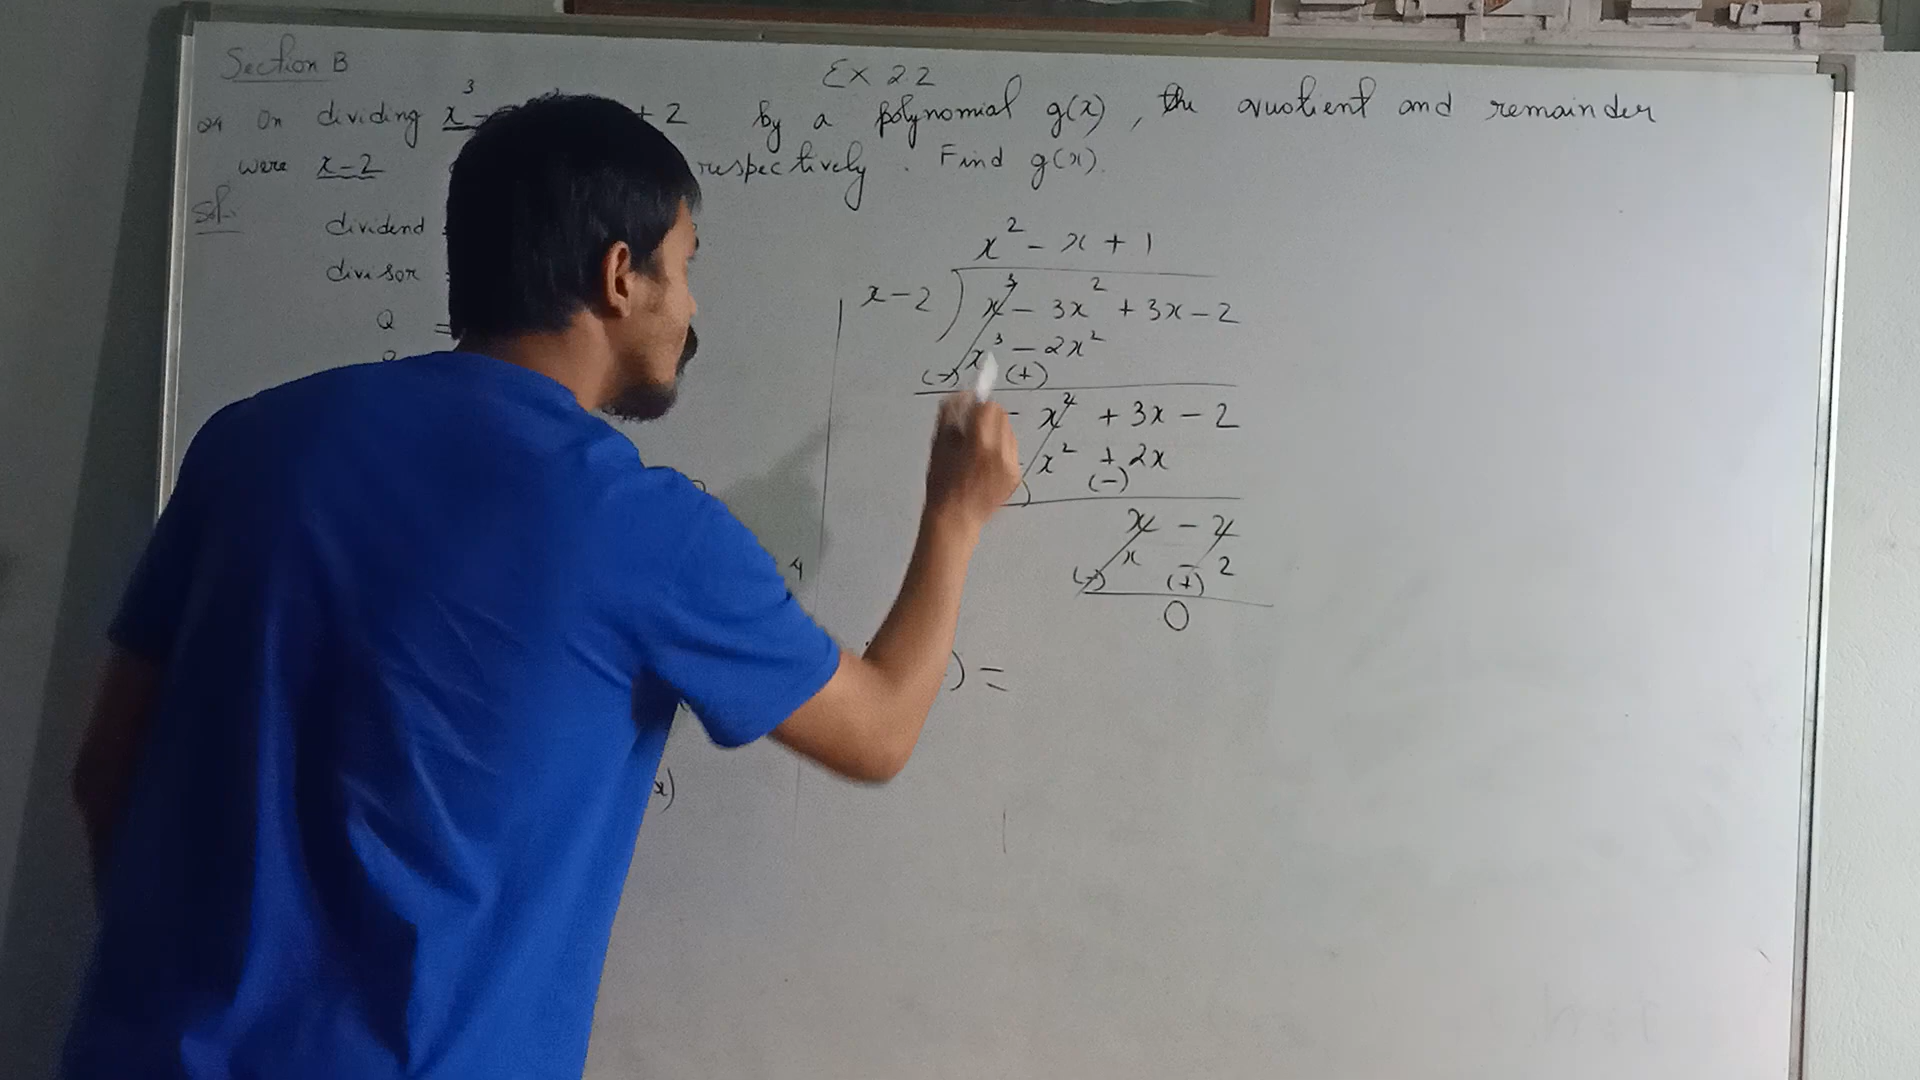 Section B
Ex 2.2
Q4 On dividing x³ - + 2 by a polynomial g(x), the quotient and remainder
were x-2 respectively. Find g(x).
Sol:
dividend
divisor
Q =
x² - x + 1
x-2 ) x³ - 3x² + 3x - 2
x³ - 2x²
(-) (+)
- x² + 3x - 2
x² + 2x
(-)
x - 2
x - 2
(-) (+)
0
) =
x)
4